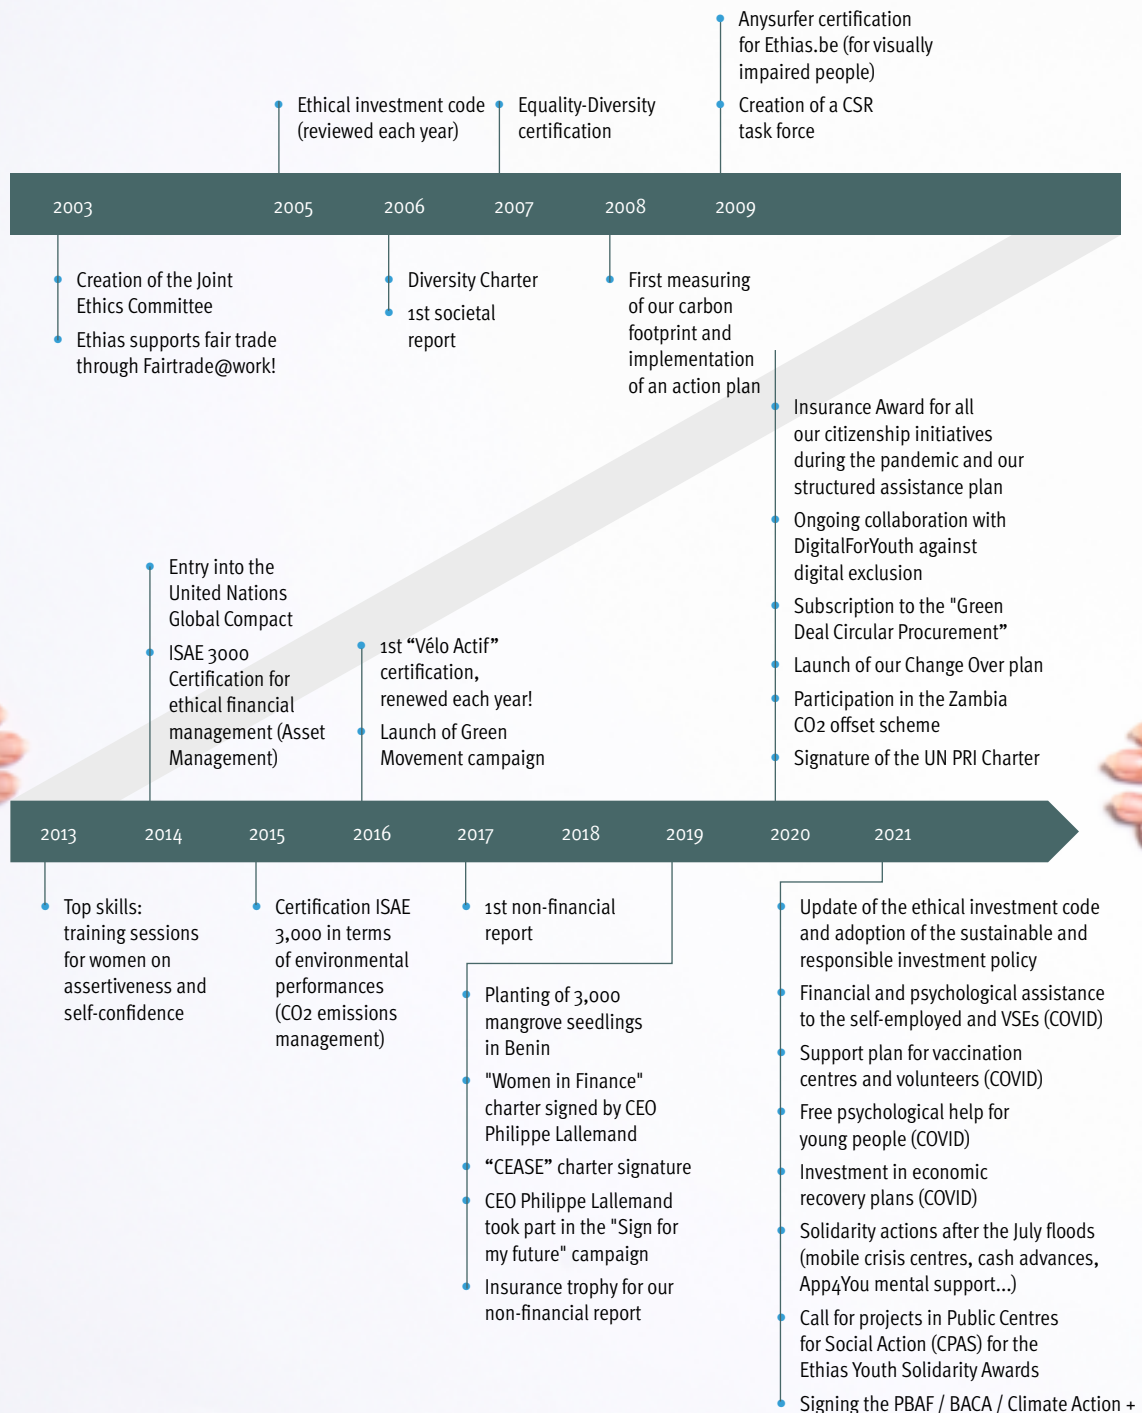 Anysurfer certification
for Ethias.be (for visually
impaired people)
Creation of a CSR
task force
Ethical investment code
(reviewed each year)
Equality-Diversity
certification
2003
2005
2006
2007
2008
2009
Creation of the Joint
Ethics Committee
Ethias supports fair trade
through Fairtrade@work!
Diversity Charter
1st societal
report
First measuring
of our carbon
footprint and
implementation
of an action plan
Insurance Award for all
our citizenship initiatives
during the pandemic and our
structured assistance plan
Ongoing collaboration with
DigitalForYouth against
digital exclusion
Subscription to the "Green
Deal Circular Procurement”
Launch of our Change Over plan
Participation in the Zambia
CO2 offset scheme
Signature of the UN PRI Charter
Entry into the
United Nations
Global Compact
ISAE 3000
Certification for
ethical financial
management (Asset
Management)
1st “Vélo Actif”
certification,
renewed each year!
Launch of Green
Movement campaign
2013
2014
2015
2016
2017
2018
2019
2020
2021
Top skills:
training sessions
for women on
assertiveness and
self-confidence
Certification ISAE
3,000 in terms
of environmental
performances
(CO2 emissions
management)
1st non-financial
report
Planting of 3,000
mangrove seedlings
in Benin
"Women in Finance"
charter signed by CEO
Philippe Lallemand
“CEASE” charter signature
CEO Philippe Lallemand
took part in the "Sign for
my future" campaign
Insurance trophy for our
non-financial report
Update of the ethical investment code
and adoption of the sustainable and
responsible investment policy
Financial and psychological assistance
to the self-employed and VSEs (COVID)
Support plan for vaccination
centres and volunteers (COVID)
Free psychological help for
young people (COVID)
Investment in economic
recovery plans (COVID)
Solidarity actions after the July floods
(mobile crisis centres, cash advances,
App4You mental support...)
Call for projects in Public Centres
for Social Action (CPAS) for the
Ethias Youth Solidarity Awards
Signing the PBAF / BACA / Climate Action +